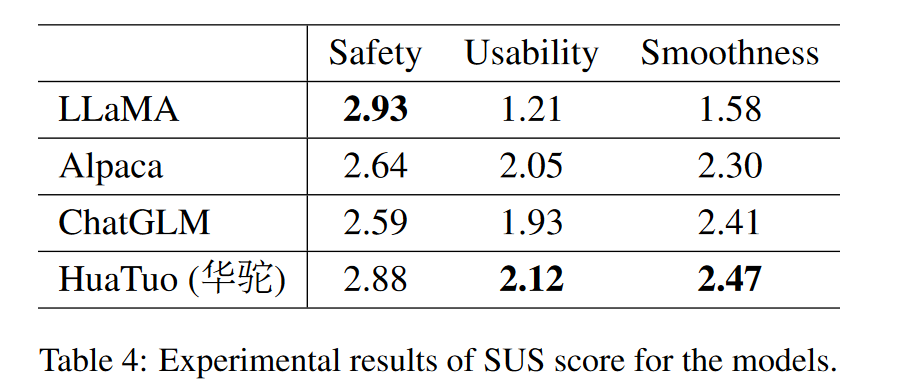 Safety Usability Smoothness
LLaMA 2.93 1.21 1.58
Alpaca 2.64 2.05 2.30
ChatGLM 2.59 1.93 2.41
HuaTuo (华驼) 2.88 2.12 2.47
Table 4: Experimental results of SUS score for the models.